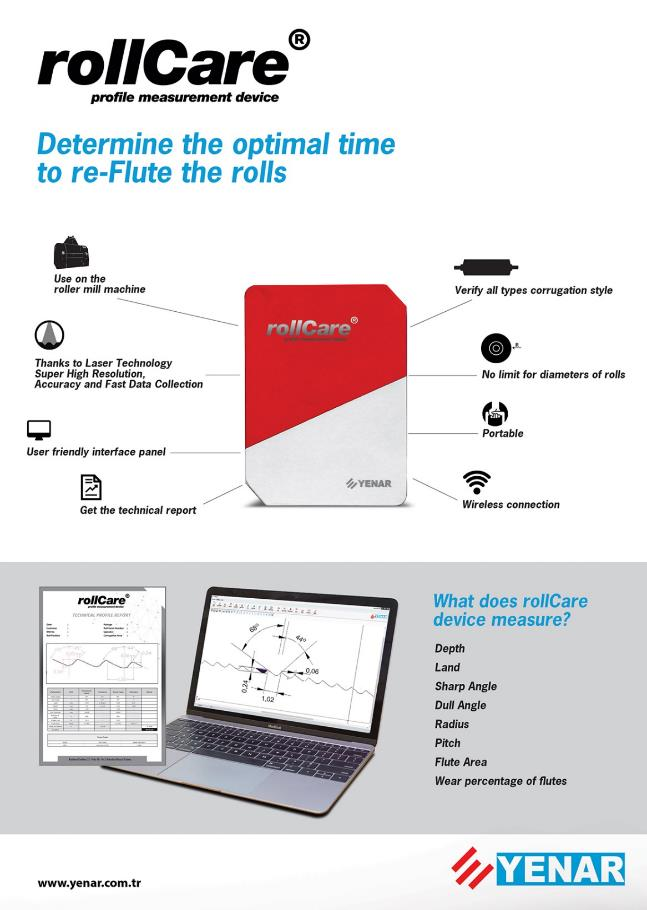 rollCare®
profile measurement device
Determine the optimal time
to re-Flute the rolls
Use on the
roller mill machine
Verify all types corrugation style
rollCare®
profile measurement device
Thanks to Laser Technology
Super High Resolution,
Accuracy and Fast Data Collection
R
No limit for diameters of rolls
Portable
User friendly interface panel
YENAR
Get the technical report
Wireless connection
rollCare®
profile measurement device
TECHNICAL PROFILE REPORT
68°
44°
0,06
0,24
1,02
MacBook
What does rollCare
device measure?
Depth
Land
Sharp Angle
Dull Angle
Radius
Pitch
Flute Area
Wear percentage of flutes
www.yenar.com.tr
YENAR